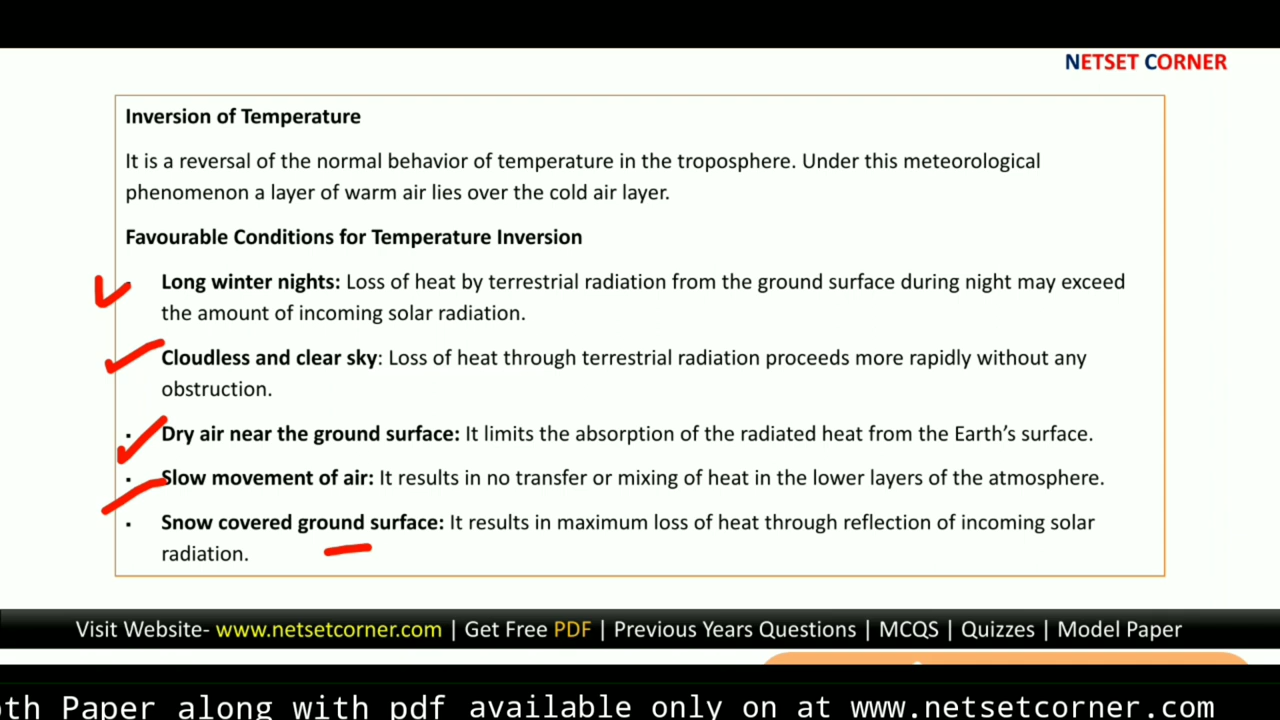 NETSET CORNER
Inversion of Temperature
It is a reversal of the normal behavior of temperature in the troposphere. Under this meteorological
phenomenon a layer of warm air lies over the cold air layer.
Favourable Conditions for Temperature Inversion
Long winter nights: Loss of heat by terrestrial radiation from the ground surface during night may exceed
the amount of incoming solar radiation.
Cloudless and clear sky: Loss of heat through terrestrial radiation proceeds more rapidly without any
obstruction.
▪ Dry air near the ground surface: It limits the absorption of the radiated heat from the Earth’s surface.
▪ Slow movement of air: It results in no transfer or mixing of heat in the lower layers of the atmosphere.
▪ Snow covered ground surface: It results in maximum loss of heat through reflection of incoming solar
radiation.
Visit Website- www.netsetcorner.com | Get Free PDF | Previous Years Questions | MCQS | Quizzes | Model Paper
Paper along with pdf available only on at www.netsetcorner.com